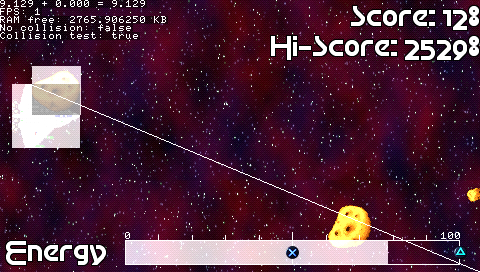 9.129 + 0.000 = 9.129
FPS: 1
RAM free: 2765.906250 KB
No collision: false
Collision test: true
Score: 128
Hi-Score: 25298
0 100
Energy